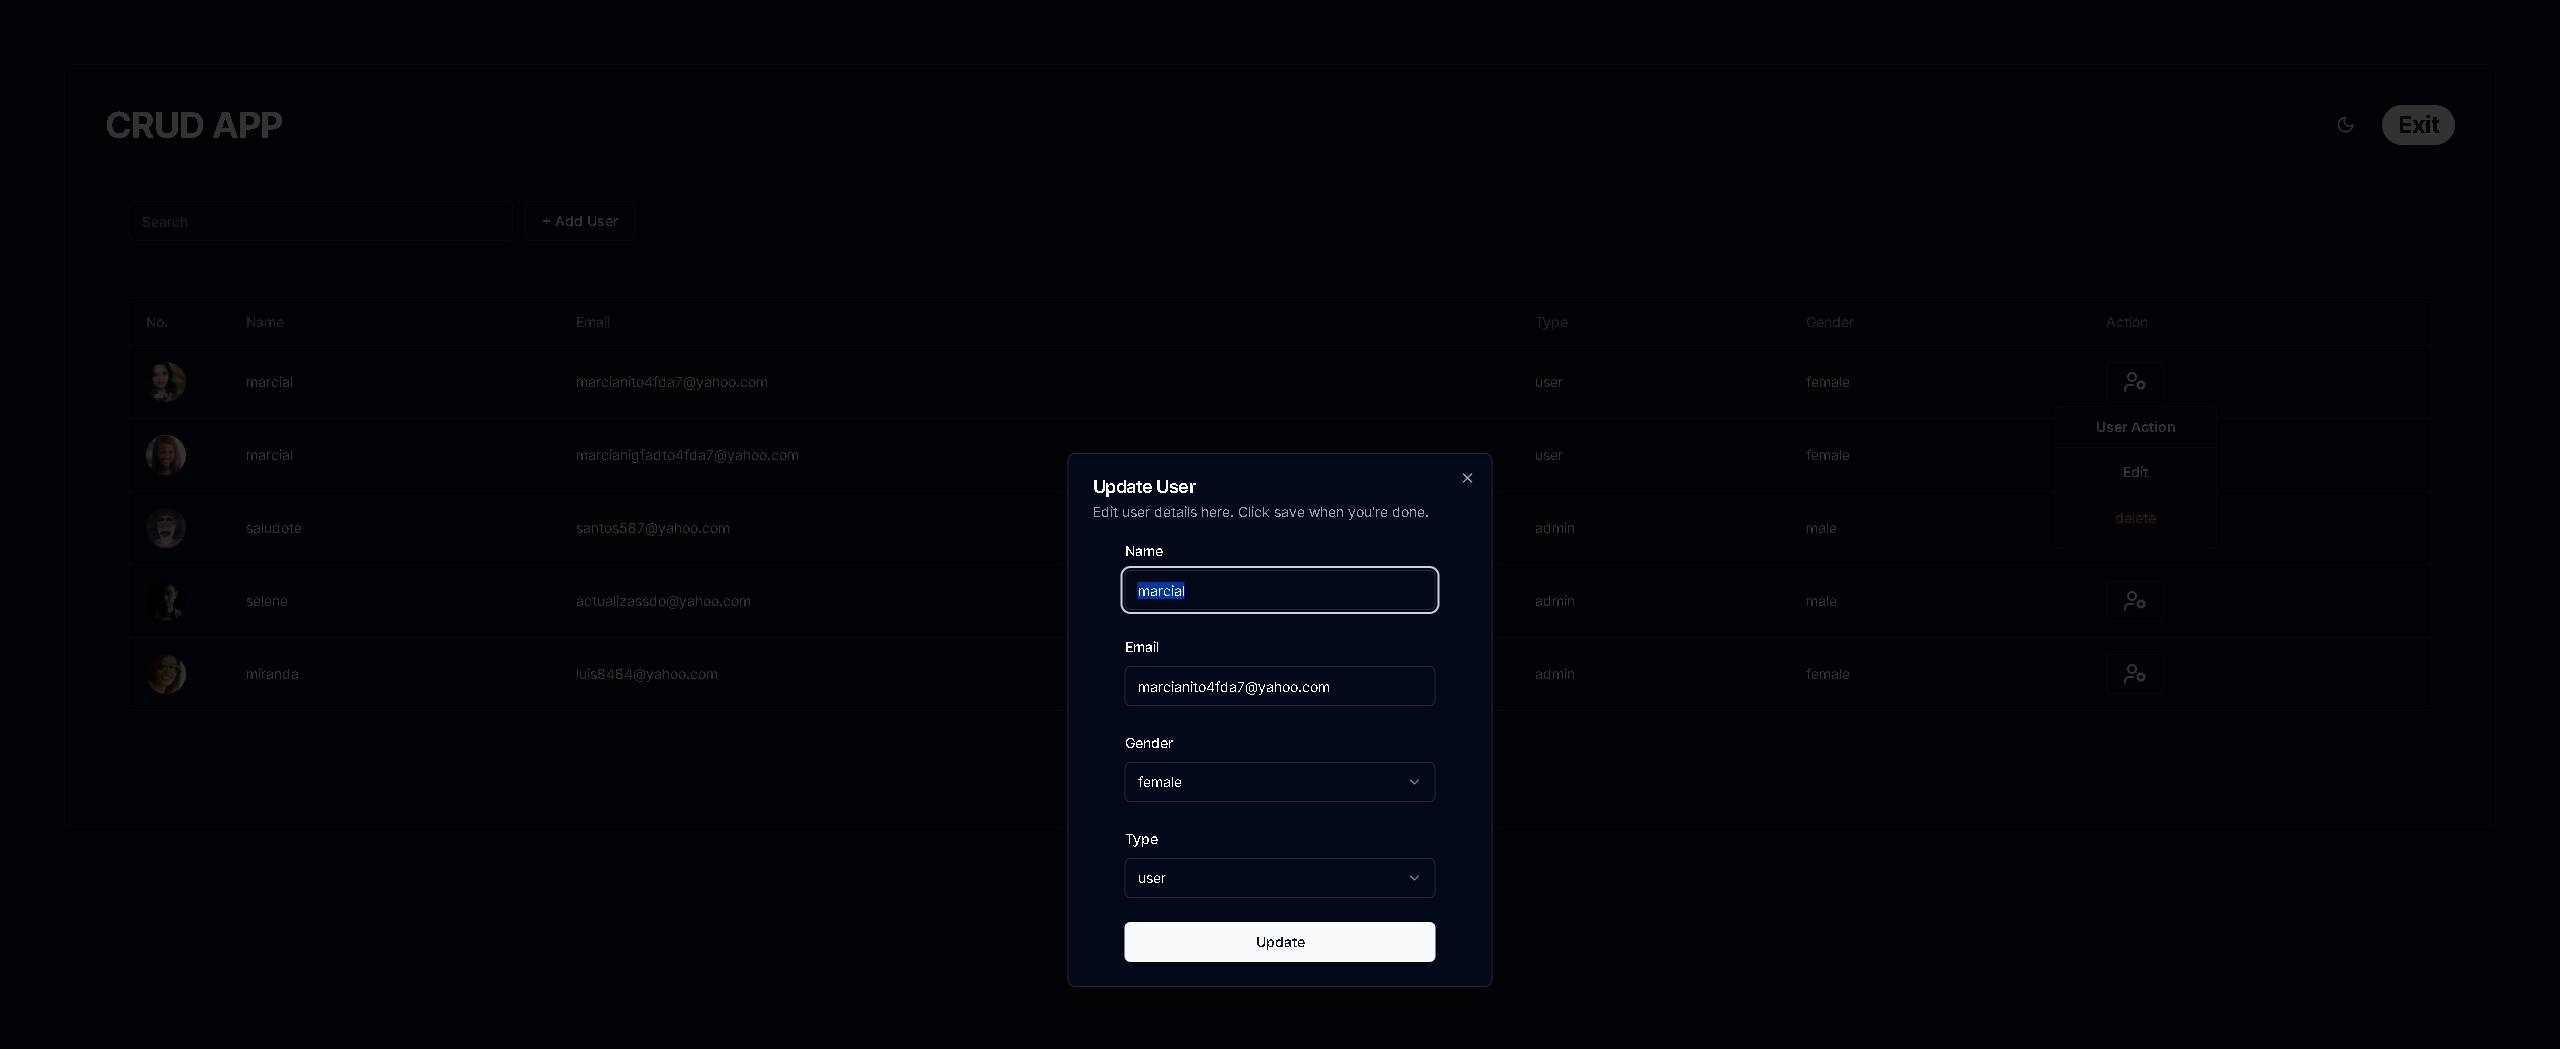 CRUD APP
Exit
Search
+ Add User
No. Name Email Type Gender Action
marcial marcianito4fda7@yahoo.com user female
marcial marcianigfadto4fda7@yahoo.com user female
saludote santos587@yahoo.com admin male
selene actualizassdo@yahoo.com admin male
miranda luis8484@yahoo.com admin female
User Action
Edit
delete
Update User
Edit user details here. Click save when you're done.
Name
marcial
Email
marcianito4fda7@yahoo.com
Gender
female
Type
user
Update